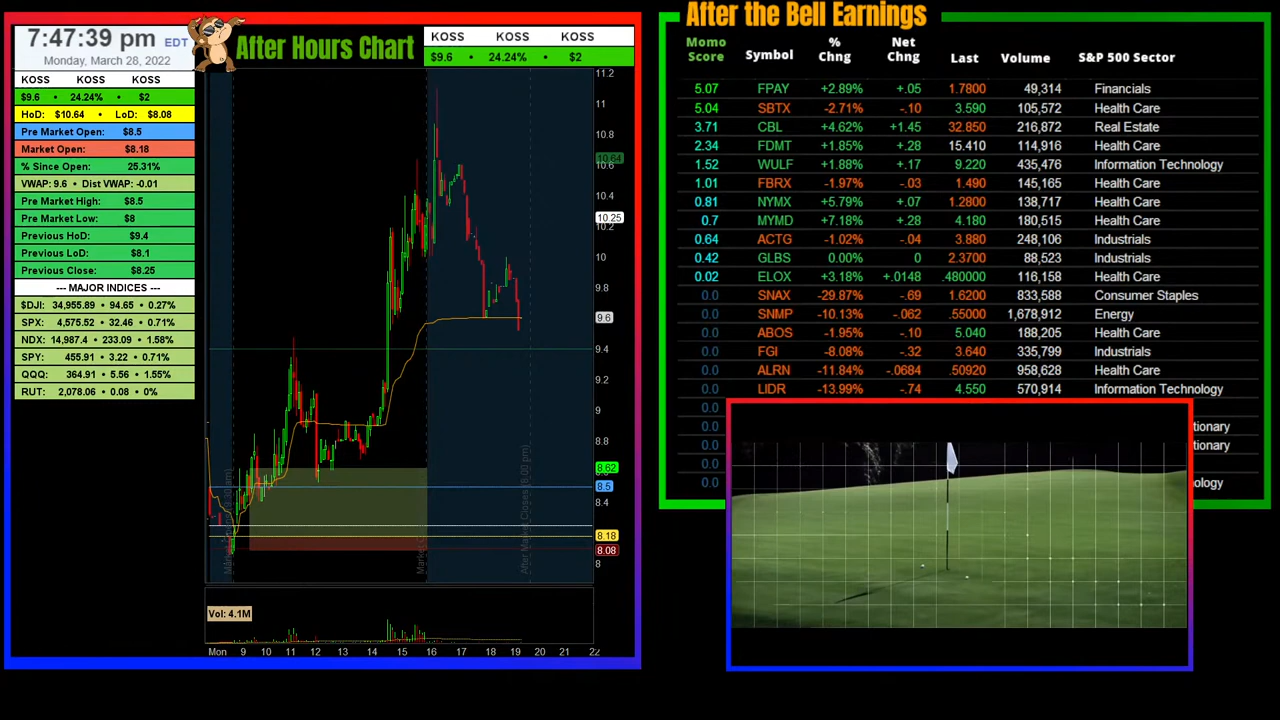 7:47:39 pm EDT
Monday, March 28, 2022
KOSS KOSS KOSS
$9.6 • 24.24% • $2
HoD: $10.64 • LoD: $8.08
Pre Market Open: $8.5
Market Open: $8.18
% Since Open: 25.31%
VWAP: 9.6 • Dist VWAP: -0.01
Pre Market High: $8.5
Pre Market Low: $8
Previous HoD: $9.4
Previous LoD: $8.1
Previous Close: $8.25
--- MAJOR INDICES ---
$DJI: 34,955.89 • 94.65 • 0.27%
SPX: 4,575.52 • 32.46 • 0.71%
NDX: 14,987.4 • 233.09 • 1.58%
SPY: 455.91 • 3.22 • 0.71%
QQQ: 364.91 • 5.56 • 1.55%
RUT: 2,078.06 • 0.08 • 0%
After Hours Chart
KOSS KOSS KOSS
$9.6 • 24.24% • $2
11.2
11
10.8
10.64
10.4
10.25
10.2
10
9.8
9.6
9.4
9.2
9
8.8
8.62
8.5
8.4
8.18
8.08
8
After Market Closes (8:00 pm)
Vol: 4.1M
Mon 9 10 11 12 13 14 15 16 17 18 19 20 21 22
After the Bell Earnings
Momo Score Symbol % Chng Net Chng Last Volume S&P 500 Sector
5.07 FPAY +2.89% +.05 1.7800 49,314 Financials
5.04 SBTX -2.71% -.10 3.590 105,572 Health Care
3.71 CBL +4.62% +1.45 32.850 216,872 Real Estate
2.34 FDMT +1.85% +.28 15.410 114,916 Health Care
1.52 WULF +1.88% +.17 9.220 435,476 Information Technology
1.01 FBRX -1.97% -.03 1.490 145,165 Health Care
0.81 NYMX +5.79% +.07 1.2800 138,717 Health Care
0.7 MYMD +7.18% +.28 4.180 180,515 Health Care
0.64 ACTG -1.02% -.04 3.880 248,106 Industrials
0.42 GLBS 0.00% 0 2.3700 88,523 Industrials
0.02 ELOX +3.18% +.0148 .480000 116,158 Health Care
0.0 SNAX -29.87% -.69 1.6200 833,588 Consumer Staples
0.0 SNMP -10.13% -.062 .55000 1,678,912 Energy
0.0 ABOS -1.95% -.10 5.040 188,205 Health Care
0.0 FGI -8.08% -.32 3.640 335,799 Industrials
0.0 ALRN -11.84% -.0684 .50920 958,628 Health Care
0.0 LIDR -13.99% -.74 4.550 570,914 Information Technology
0.0
0.0 tionary
0.0 tionary
0.0
0.0 ology